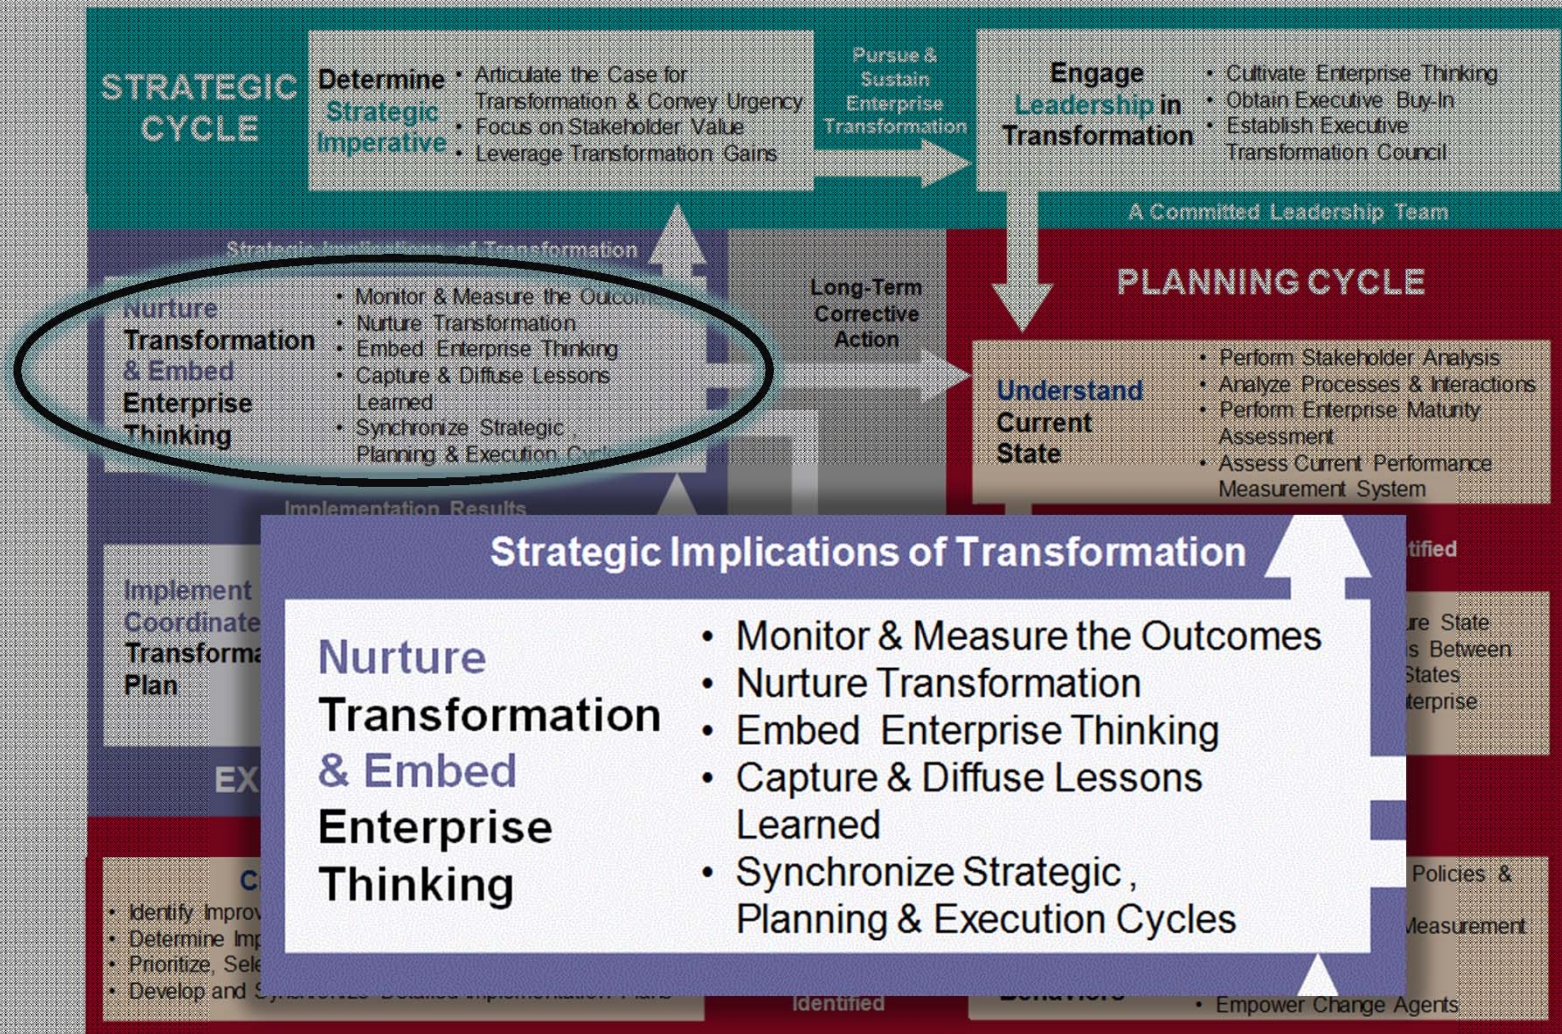 STRATEGIC
CYCLE
Determine
Strategic
Imperative
• Articulate the Case for
Transformation & Convey Urgency
• Focus on Stakeholder Value
• Leverage Transformation Gains
Pursue &
Sustain
Enterprise
Transformation
Engage
Leadership in
Transformation
• Cultivate Enterprise Thinking
• Obtain Executive Buy-In
• Establish Executive
Transformation Council
A Committed Leadership Team
Strategic Implications of Transformation
Nurture
Transformation
& Embed
Enterprise
Thinking
• Monitor & Measure the Outcomes
• Nurture Transformation
• Embed Enterprise Thinking
• Capture & Diffuse Lessons
Learned
• Synchronize Strategic ,
Planning & Execution Cycles
Long-Term
Corrective
Action
PLANNING CYCLE
Understand
Current
State
• Perform Stakeholder Analysis
• Analyze Processes & Interactions
• Perform Enterprise Maturity
Assessment
• Assess Current Performance
Measurement System
Implementation Results
Implement
Coordinate
Transforma
Plan
EX
Strategic Implications of Transformation
Nurture
Transformation
& Embed
Enterprise
Thinking
• Monitor & Measure the Outcomes
• Nurture Transformation
• Embed Enterprise Thinking
• Capture & Diffuse Lessons
Learned
• Synchronize Strategic ,
Planning & Execution Cycles
tified
re State
s Between
States
terprise
• Identify Improv
• Determine Imp
• Prioritize, Sele
• Develop and Synchronize Detailed Implementation Plans
Identified
Policies &
Measurement
Behaviors
• Empower Change Agents